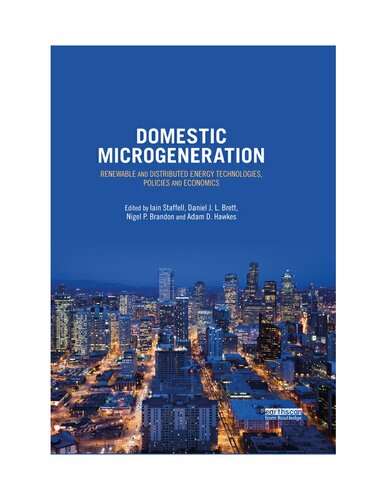 DOMESTIC
MICROGENERATION
RENEWABLE AND DISTRIBUTED ENERGY TECHNOLOGIES,
POLICIES AND ECONOMICS
Edited by Iain Staffell, Daniel J. L. Brett,
Nigel P. Brandon and Adam D. Hawkes
earthscan
from Routledge